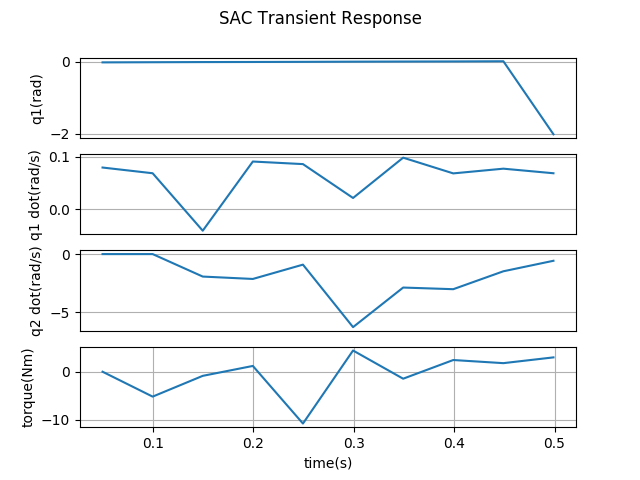 SAC Transient Response
0
−2
q1(rad)
0.1
0.0
q1 dot(rad/s)
0
−5
q2 dot(rad/s)
0
−10
torque(Nm)
0.1 0.2 0.3 0.4 0.5
time(s)